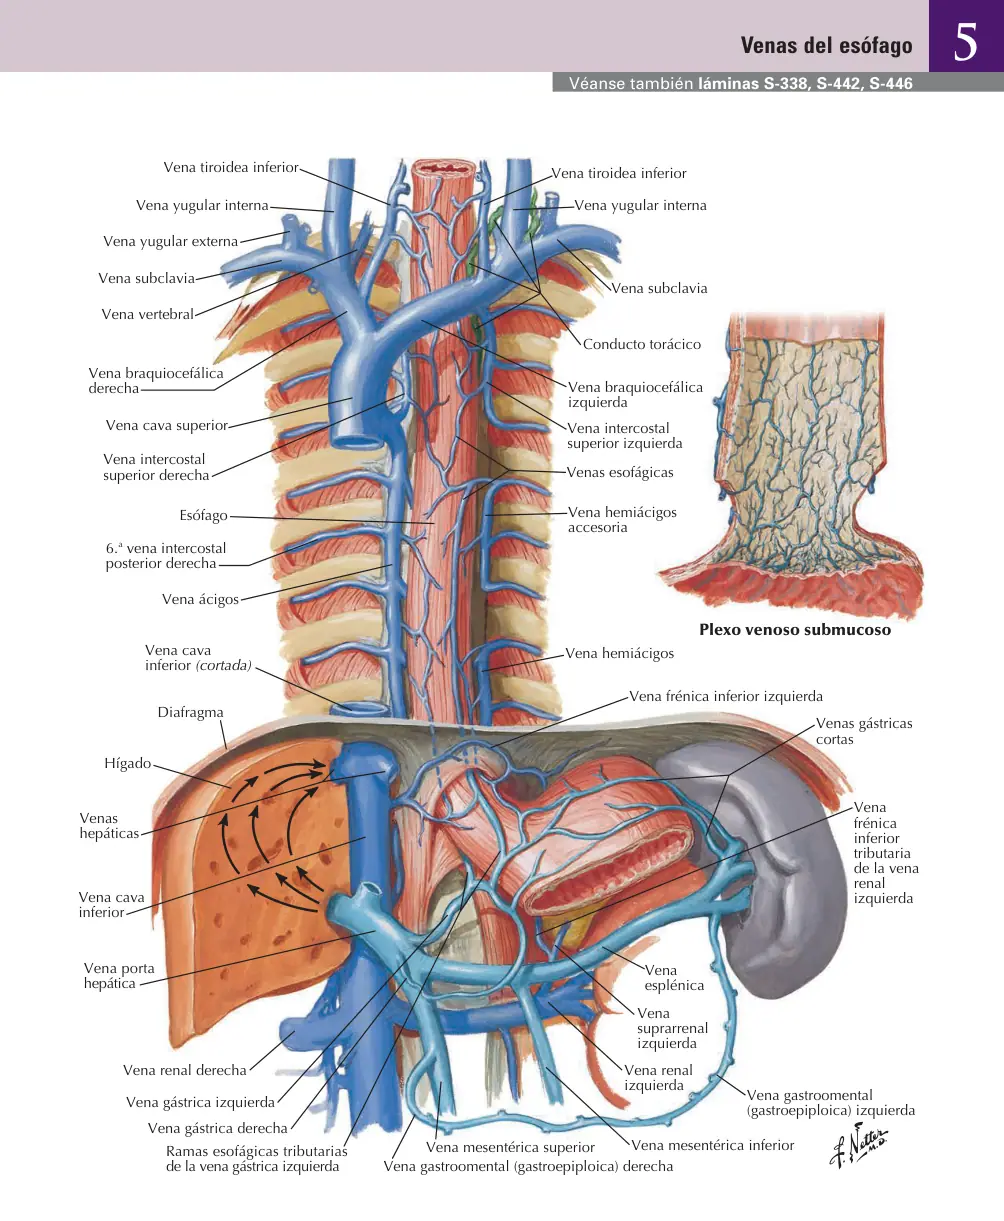 Venas del esófago
5
Véanse también láminas S-338, S-442, S-446
Vena tiroidea inferior
Vena yugular interna
Vena yugular externa
Vena subclavia
Vena vertebral
Vena braquiocefálica
derecha
Vena cava superior
Vena intercostal
superior derecha
Esófago
6.ª vena intercostal
posterior derecha
Vena ácigos
Vena cava
inferior (cortada)
Diafragma
Hígado
Venas
hepáticas
Vena cava
inferior
Vena porta
hepática
Vena renal derecha
Vena gástrica izquierda
Vena gástrica derecha
Ramas esofágicas tributarias
de la vena gástrica izquierda
Vena tiroidea inferior
Vena yugular interna
Vena subclavia
Conducto torácico
Vena braquiocefálica
izquierda
Vena intercostal
superior izquierda
Venas esofágicas
Vena hemiácigos
accesoria
Plexo venoso submucoso
Vena hemiácigos
Vena frénica inferior izquierda
Venas gástricas
cortas
Vena
frénica
inferior
tributaria
de la vena
renal
izquierda
Vena
esplénica
Vena
suprarrenal
izquierda
Vena renal
izquierda
Vena gastroomental
(gastroepiploica) izquierda
Vena mesentérica superior
Vena mesentérica inferior
Vena gastroomental (gastroepiploica) derecha
F. Netter
M.D.